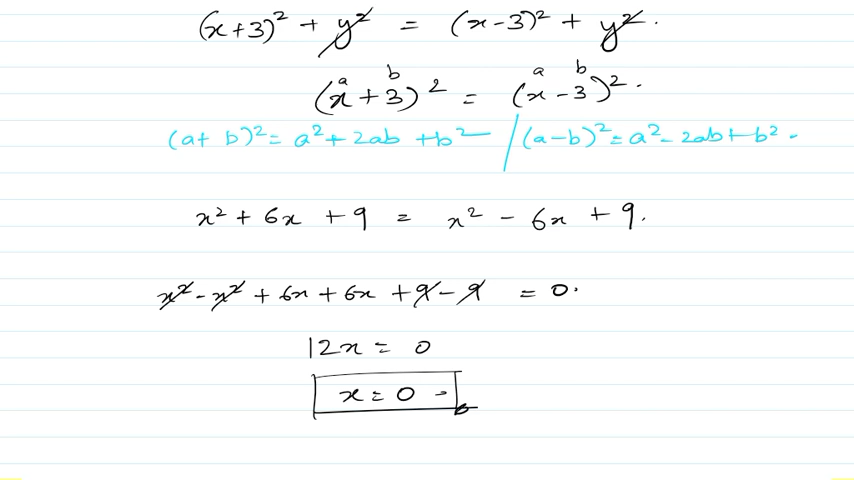 (x+3)² + y² = (x-3)² + y².
a b a b
(x + 3)² = (x - 3)².
(a+ b)² = a² + 2ab + b² / (a-b)² = a² - 2ab + b².
x² + 6x + 9 = x² - 6x + 9.
x² - x² + 6x + 6x + 9 - 9 = 0.
12x = 0
x = 0